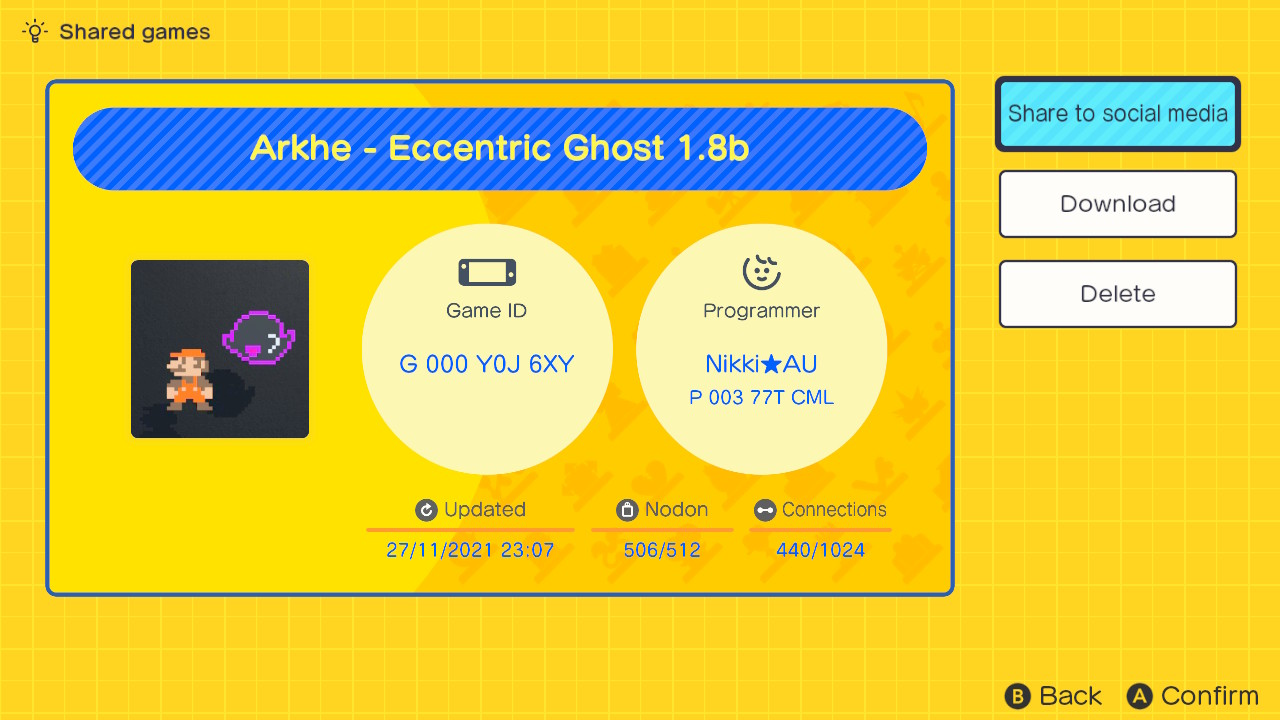 Shared games
Arkhe - Eccentric Ghost 1.8b
Share to social media
Download
Delete
Game ID
G 000 Y0J 6XY
Programmer
Nikki★AU
P 003 77T CML
Updated
27/11/2021 23:07
Nodon
506/512
Connections
440/1024
B Back
A Confirm